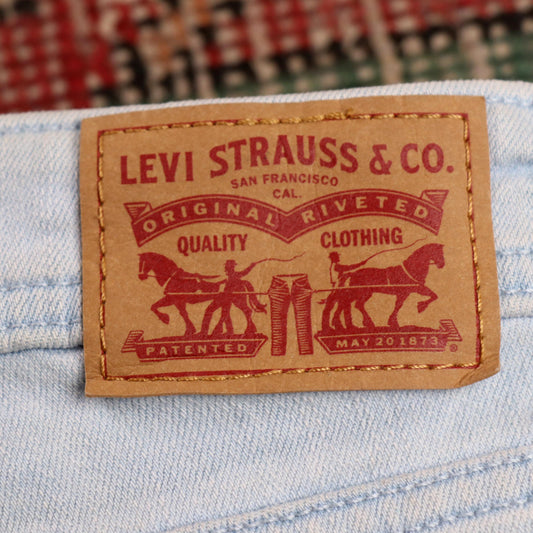 LEVI STRAUSS & CO.
SAN FRANCISCO
CAL.
ORIGINAL RIVETED
QUALITY CLOTHING
PATENTED MAY 20 1873 ®